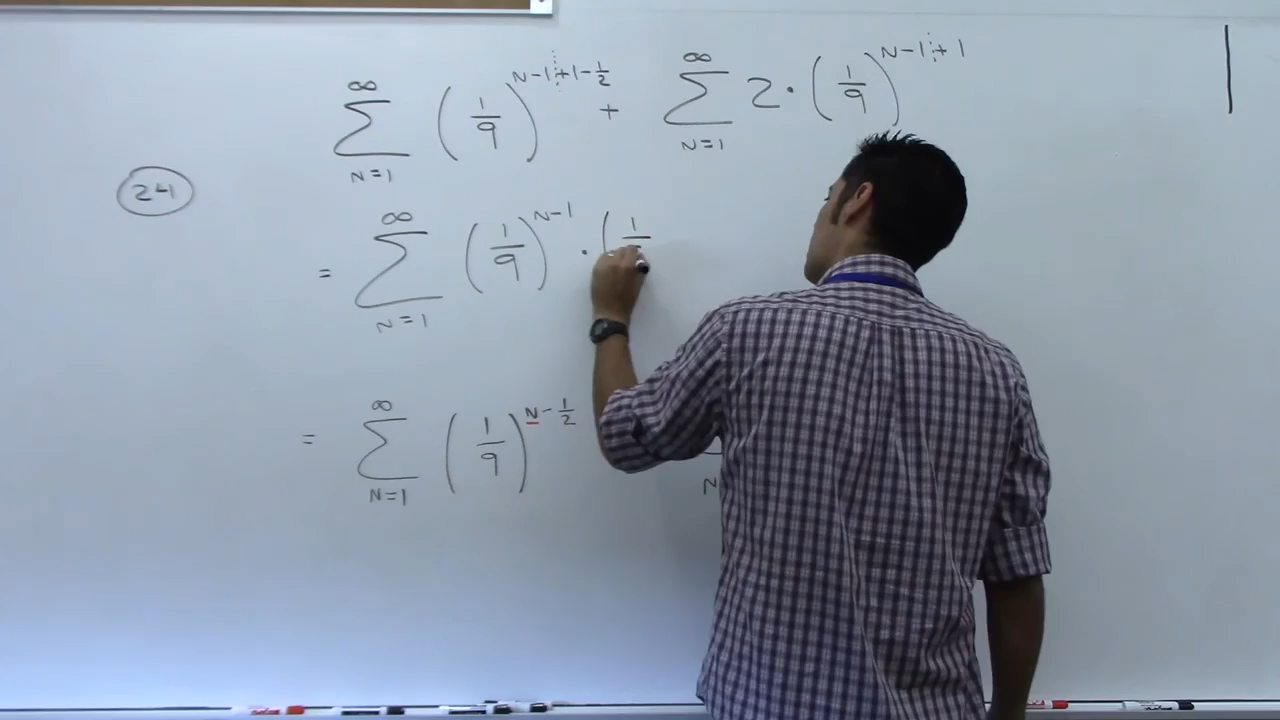 ∞ ∑ N=1 (1/9)^(N-1+1-1/2) + ∞ ∑ N=1 2·(1/9)^(N-1+1)
24
= ∞ ∑ N=1 (1/9)^(N-1) · (1/
= ∞ ∑ N=1 (1/9)^(N-1/2) N